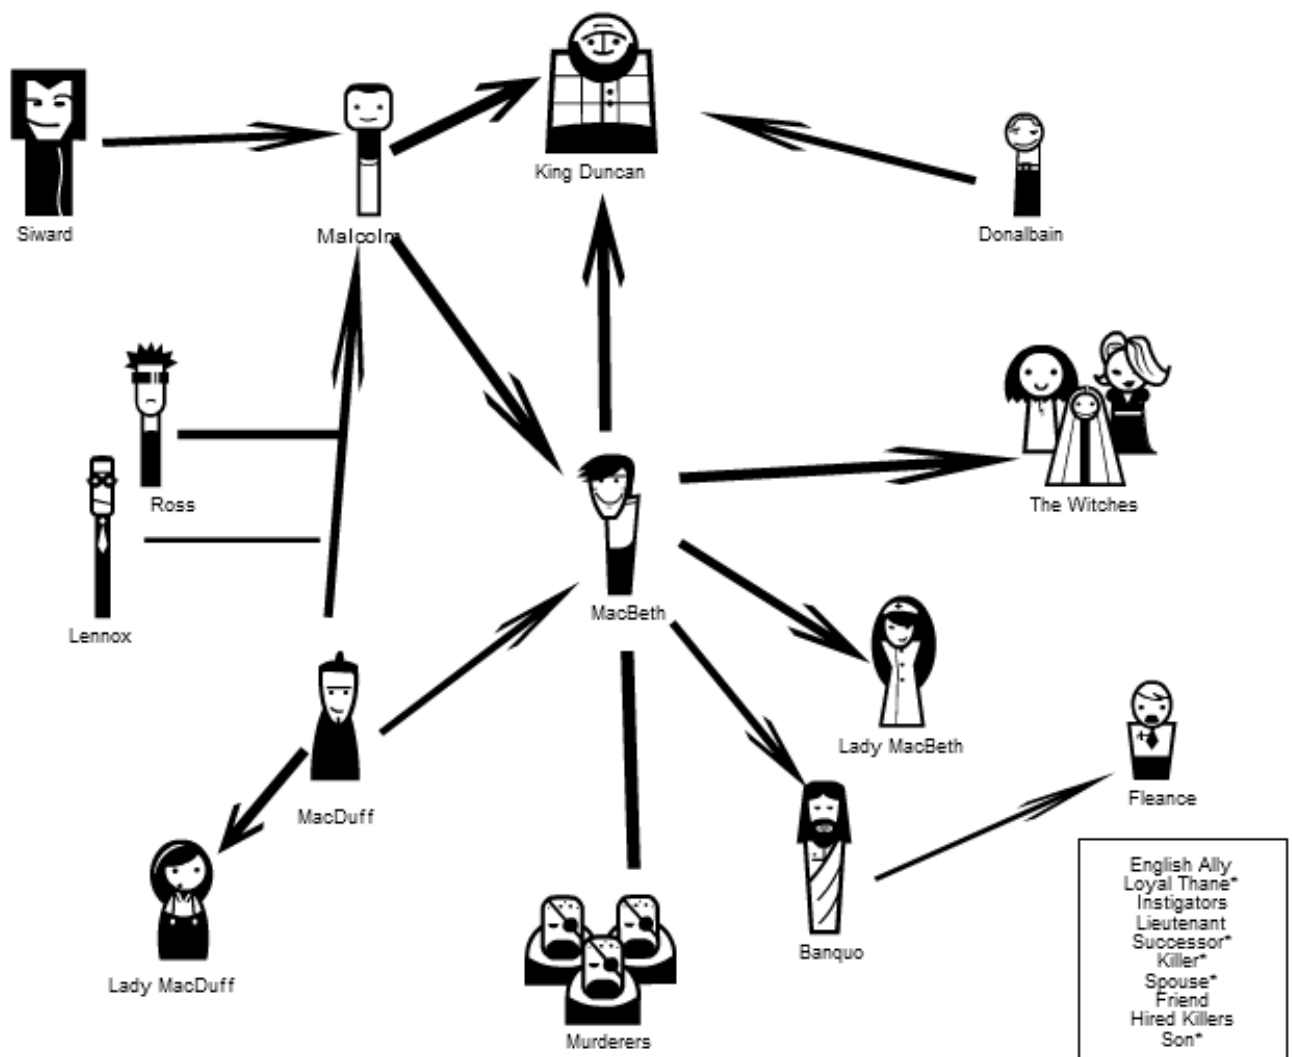 King Duncan
Siward
Malcolm
Donalbain
Ross
The Witches
MacBeth
Lennox
Lady MacBeth
Fleance
MacDuff
Banquo
Lady MacDuff
Murderers
English Ally
Loyal Thane*
Instigators
Lieutenant
Successor*
Killer*
Spouse*
Friend
Hired Killers
Son*